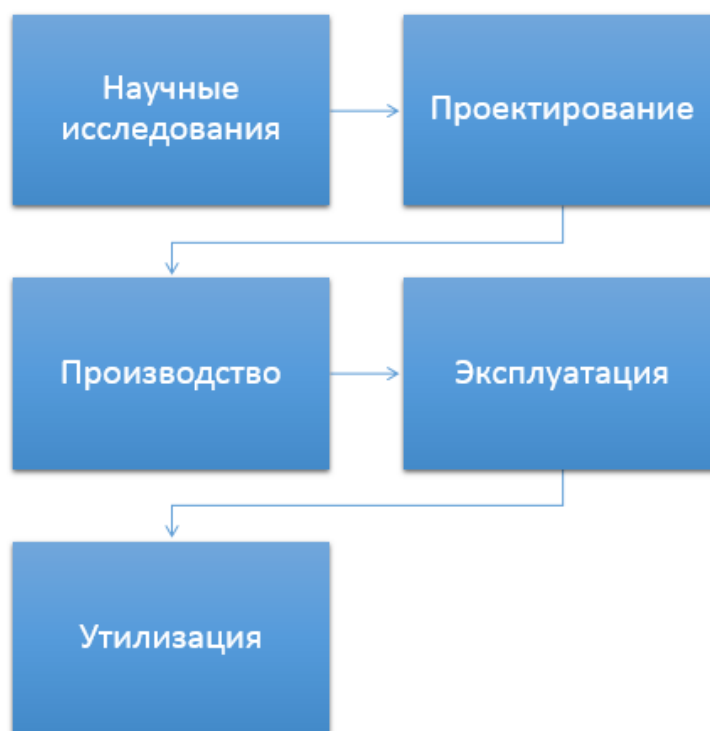 Научные
исследования
Проектирование
Производство
Эксплуатация
Утилизация